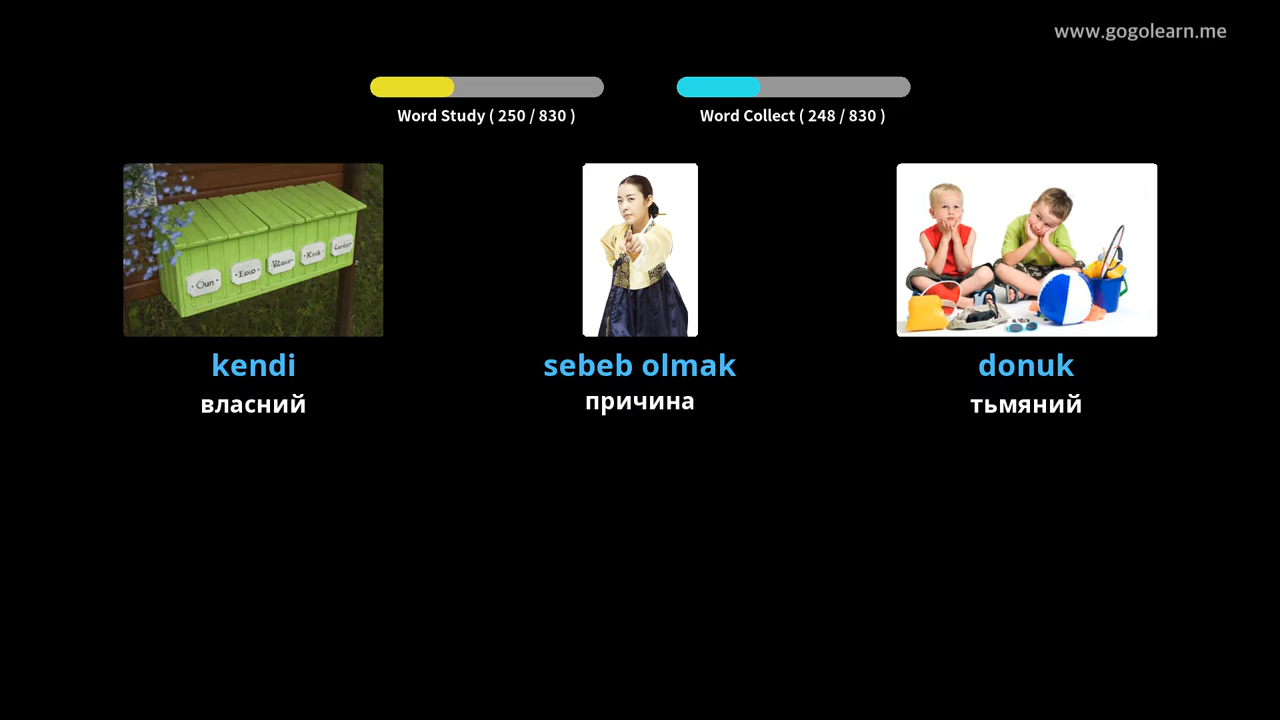 www.gogolearn.me
Word Study ( 250 / 830 )
Word Collect ( 248 / 830 )
kendi
власний
sebeb olmak
причина
donuk
тьмяний